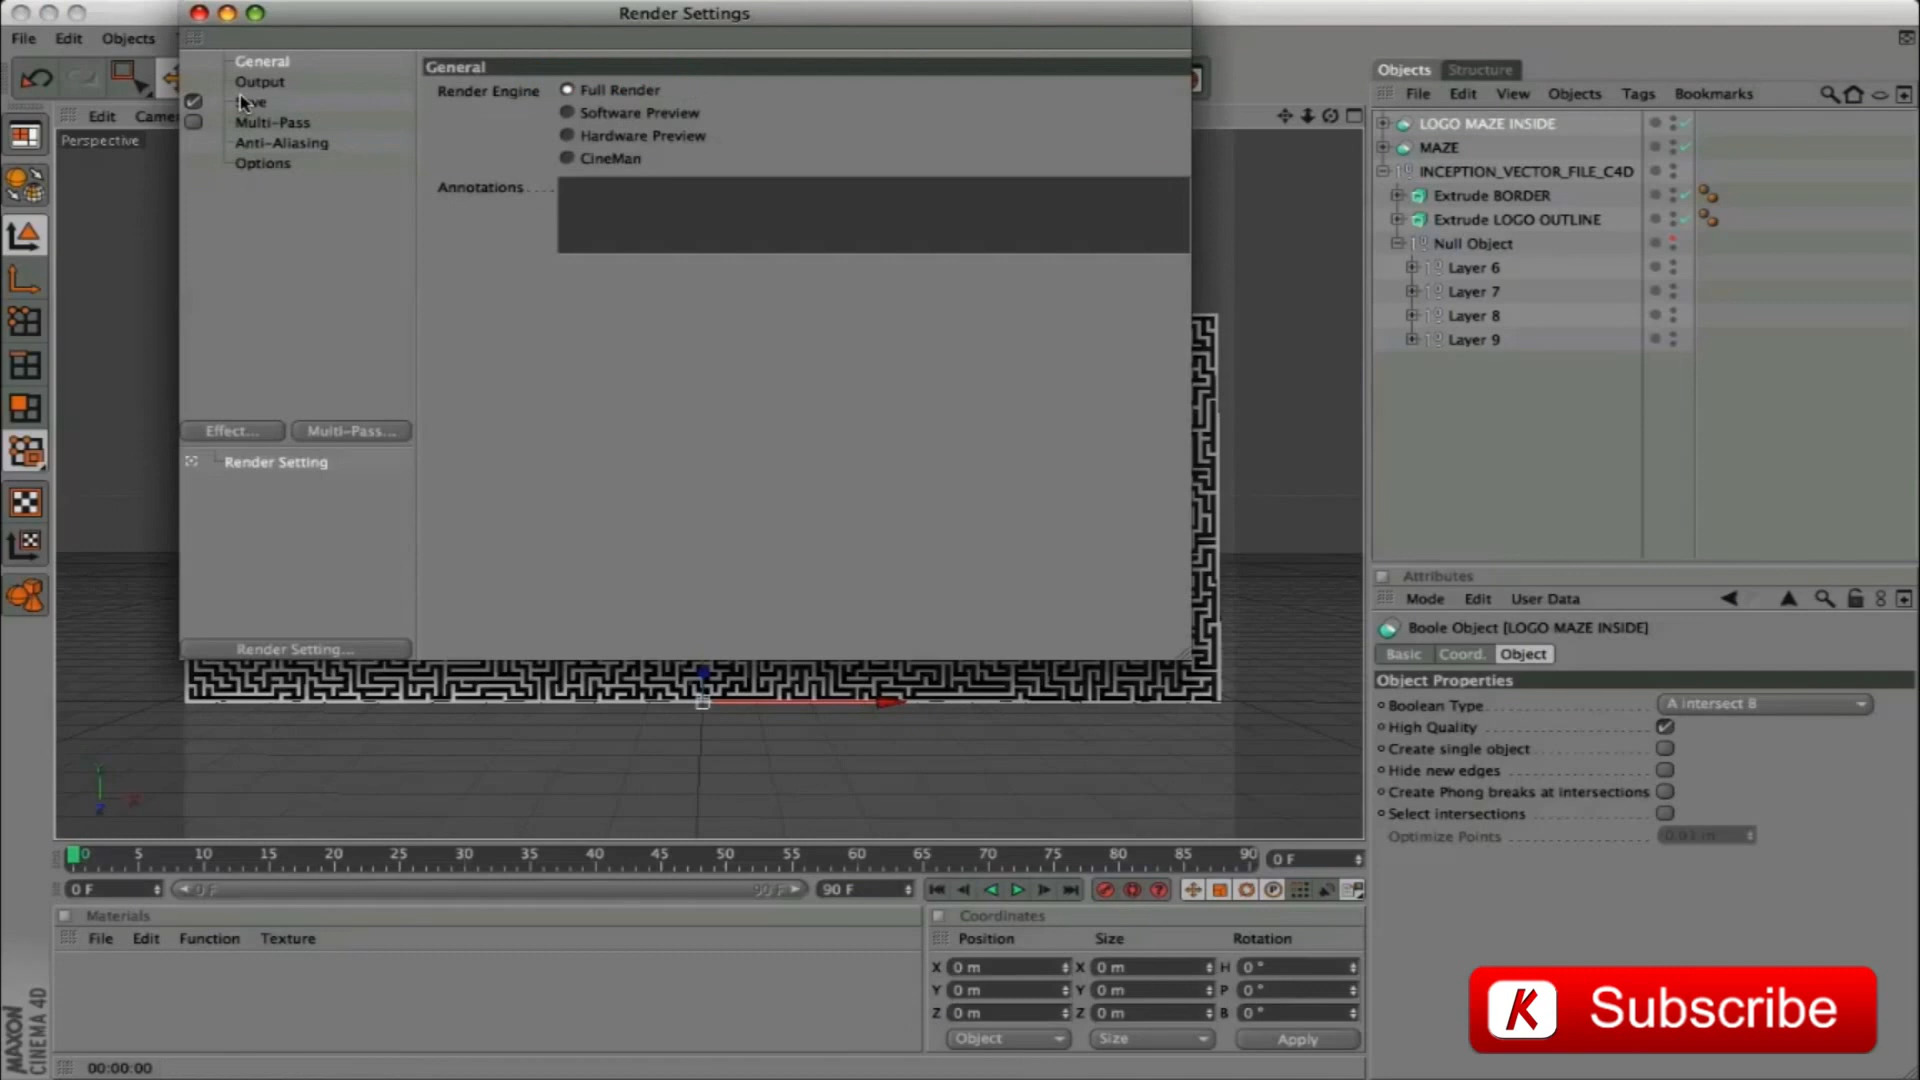 Render Settings
File Edit Objects
General
Output
Multi-Pass
Anti-Aliasing
Options
General
Render Engine
Full Render
Software Preview
Hardware Preview
CineMan
Annotations
Effect...
Multi-Pass...
Render Setting
Render Setting...
Edit
Perspective
Objects Structure
File Edit View Objects Tags Bookmarks
LOGO MAZE INSIDE
MAZE
INCEPTION_VECTOR_FILE_C4D
Extrude BORDER
Extrude LOGO OUTLINE
Null Object
Layer 6
Layer 7
Layer 8
Layer 9
Attributes
Mode Edit User Data
Boole Object [LOGO MAZE INSIDE]
Basic Coord. Object
Object Properties
Boolean Type A intersect B
High Quality
Create single object
Hide new edges
Create Phong breaks at intersections
Select intersections
Optimize Points
Y
X
Z
0 5 10 15 20 25 30 35 40 45 50 55 60 65 70 75 80 85 90 0 F
0 F 0 F 90 F 90 F
Materials
File Edit Function Texture
Coordinates
Position Size Rotation
X 0 m X 0 m H 0 °
Y 0 m Y 0 m P 0 °
Z 0 m Z 0 m B 0 °
Object Size Apply
00:00:00
MAXON
CINEMA 4D
K Subscribe